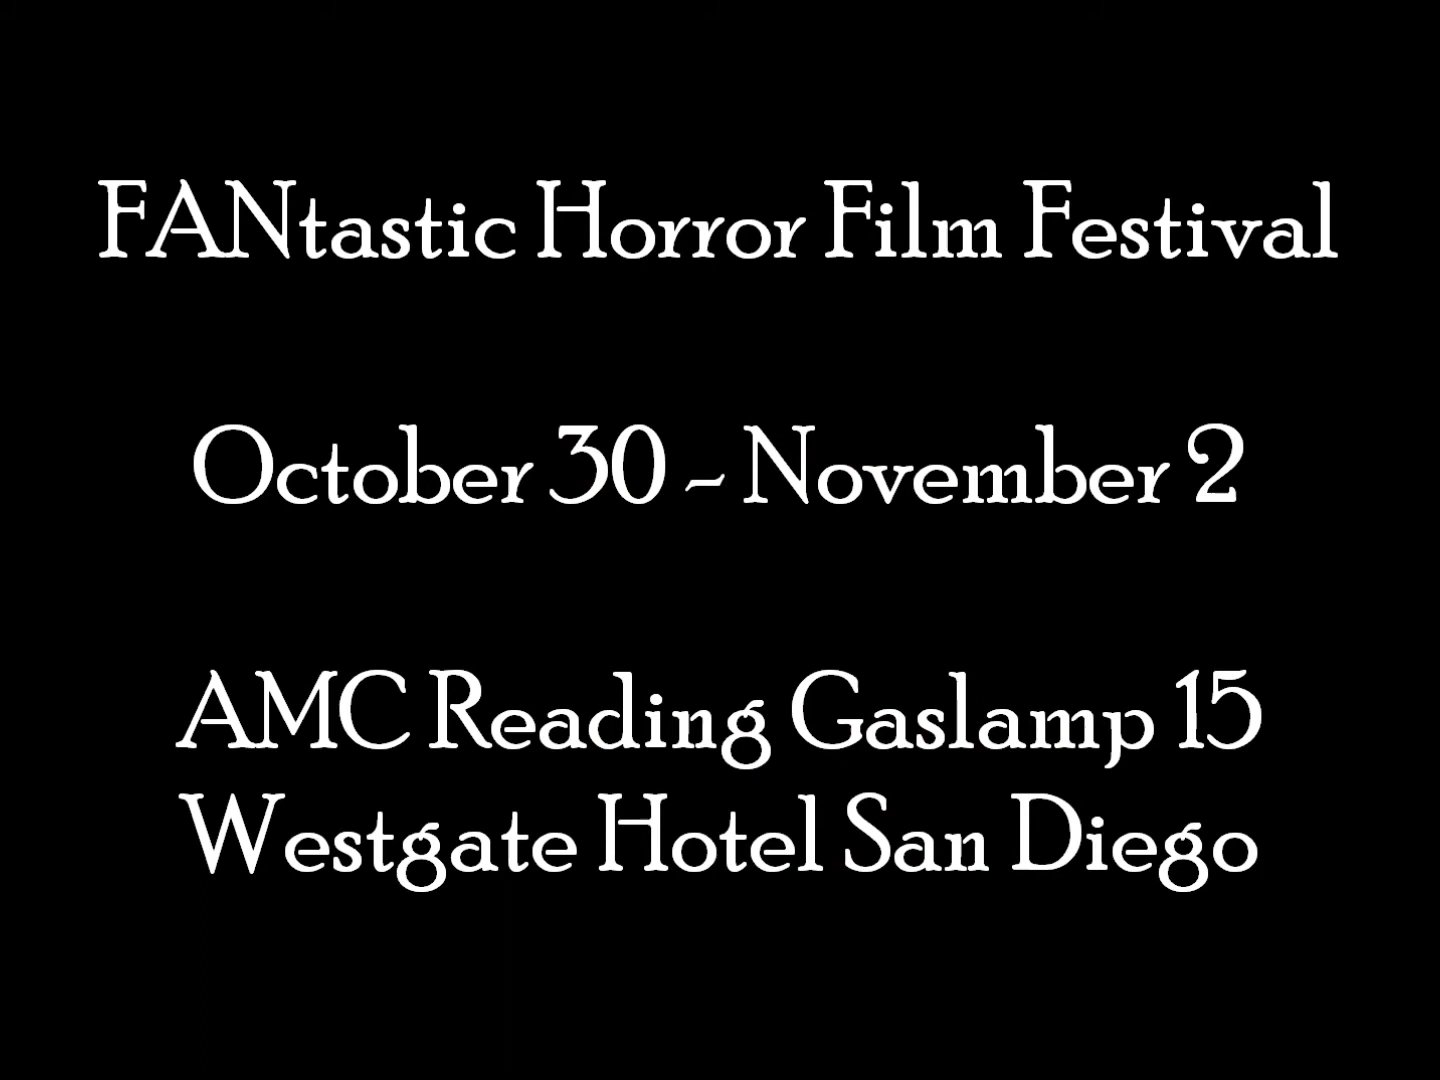 FANtastic Horror Film Festival
October 30 - November 2
AMC Reading Gaslamp 15
Westgate Hotel San Diego